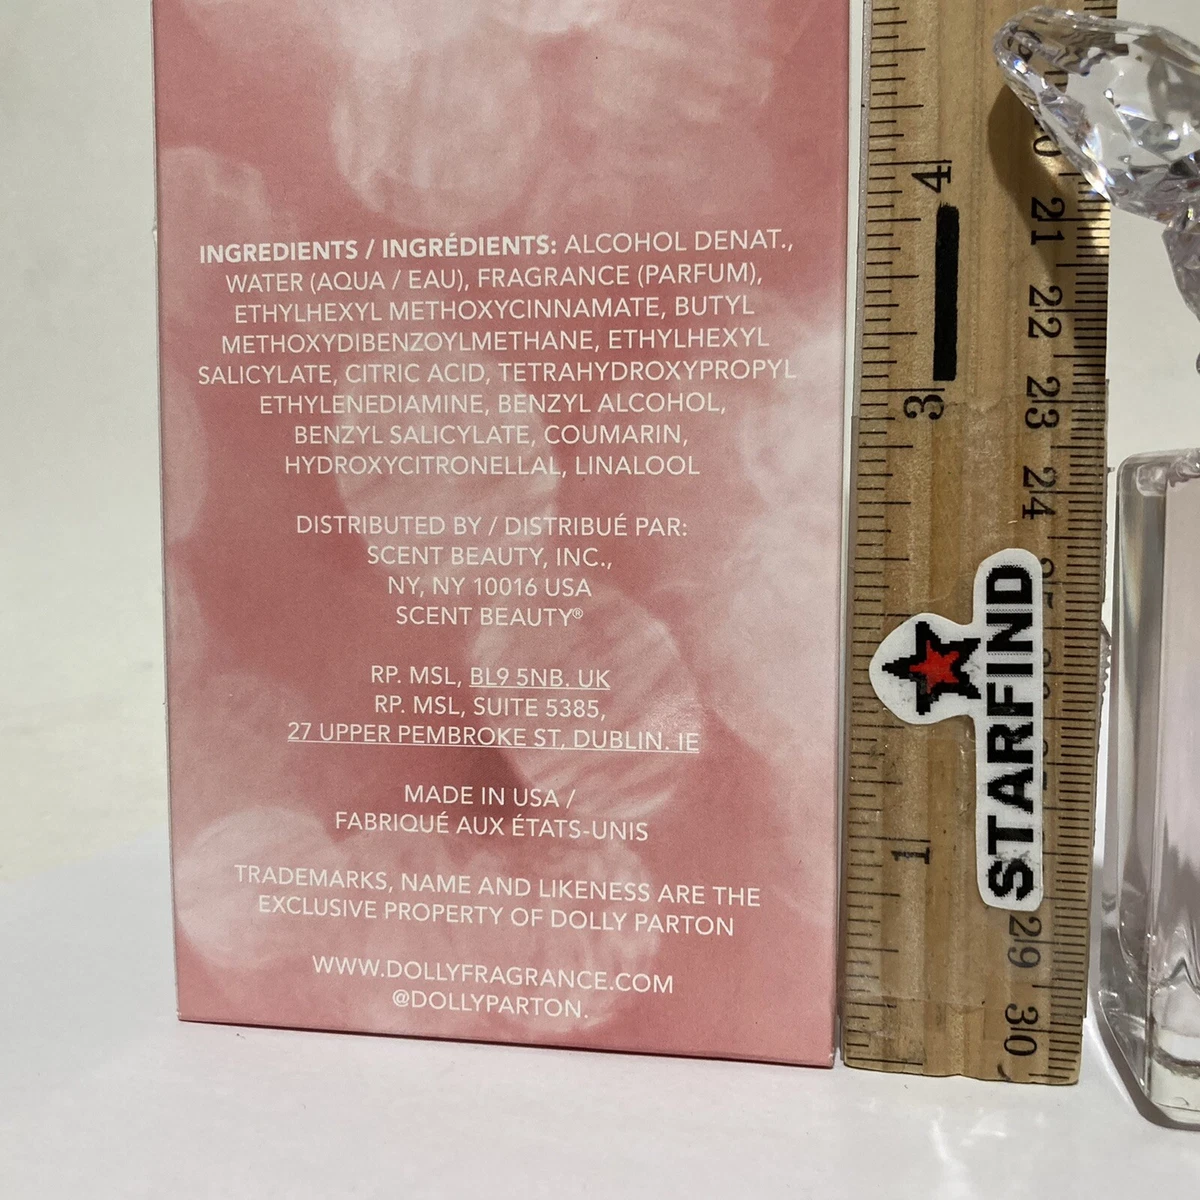 INGREDIENTS / INGRÉDIENTS: ALCOHOL DENAT.,
WATER (AQUA / EAU), FRAGRANCE (PARFUM),
ETHYLHEXYL METHOXYCINNAMATE, BUTYL
METHOXYDIBENZOYLMETHANE, ETHYLHEXYL
SALICYLATE, CITRIC ACID, TETRAHYDROXYPROPYL
ETHYLENEDIAMINE, BENZYL ALCOHOL,
BENZYL SALICYLATE, COUMARIN,
HYDROXYCITRONELLAL, LINALOOL
DISTRIBUTED BY / DISTRIBUÉ PAR:
SCENT BEAUTY, INC.,
NY, NY 10016 USA
SCENT BEAUTY®
RP. MSL, BL9 5NB. UK
RP. MSL, SUITE 5385,
27 UPPER PEMBROKE ST, DUBLIN. IE
MADE IN USA /
FABRIQUÉ AUX ÉTATS-UNIS
TRADEMARKS, NAME AND LIKENESS ARE THE
EXCLUSIVE PROPERTY OF DOLLY PARTON
WWW.DOLLYFRAGRANCE.COM
@DOLLYPARTON.
4
3
1
21
22
23
24
29
30
STARFIND